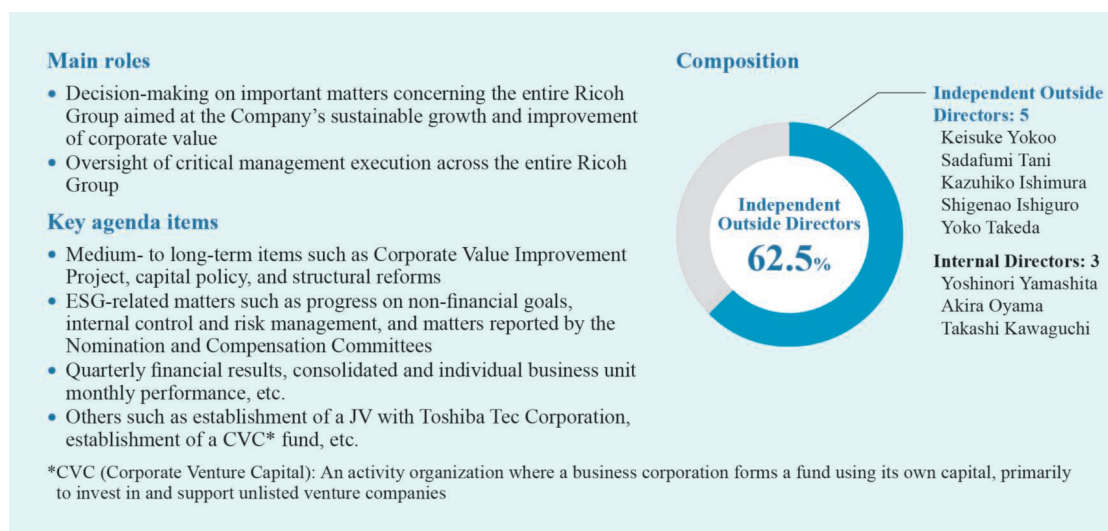 Main roles
• Decision-making on important matters concerning the entire Ricoh
Group aimed at the Company's sustainable growth and improvement
of corporate value
• Oversight of critical management execution across the entire Ricoh
Group
Key agenda items
• Medium- to long-term items such as Corporate Value Improvement
Project, capital policy, and structural reforms
• ESG-related matters such as progress on non-financial goals,
internal control and risk management, and matters reported by the
Nomination and Compensation Committees
• Quarterly financial results, consolidated and individual business unit
monthly performance, etc.
• Others such as establishment of a JV with Toshiba Tec Corporation,
establishment of a CVC* fund, etc.
Composition
Independent
Outside Directors
62.5%
Independent Outside
Directors: 5
Keisuke Yokoo
Sadafumi Tani
Kazuhiko Ishimura
Shigenao Ishiguro
Yoko Takeda
Internal Directors: 3
Yoshinori Yamashita
Akira Oyama
Takashi Kawaguchi
*CVC (Corporate Venture Capital): An activity organization where a business corporation forms a fund using its own capital, primarily
to invest in and support unlisted venture companies